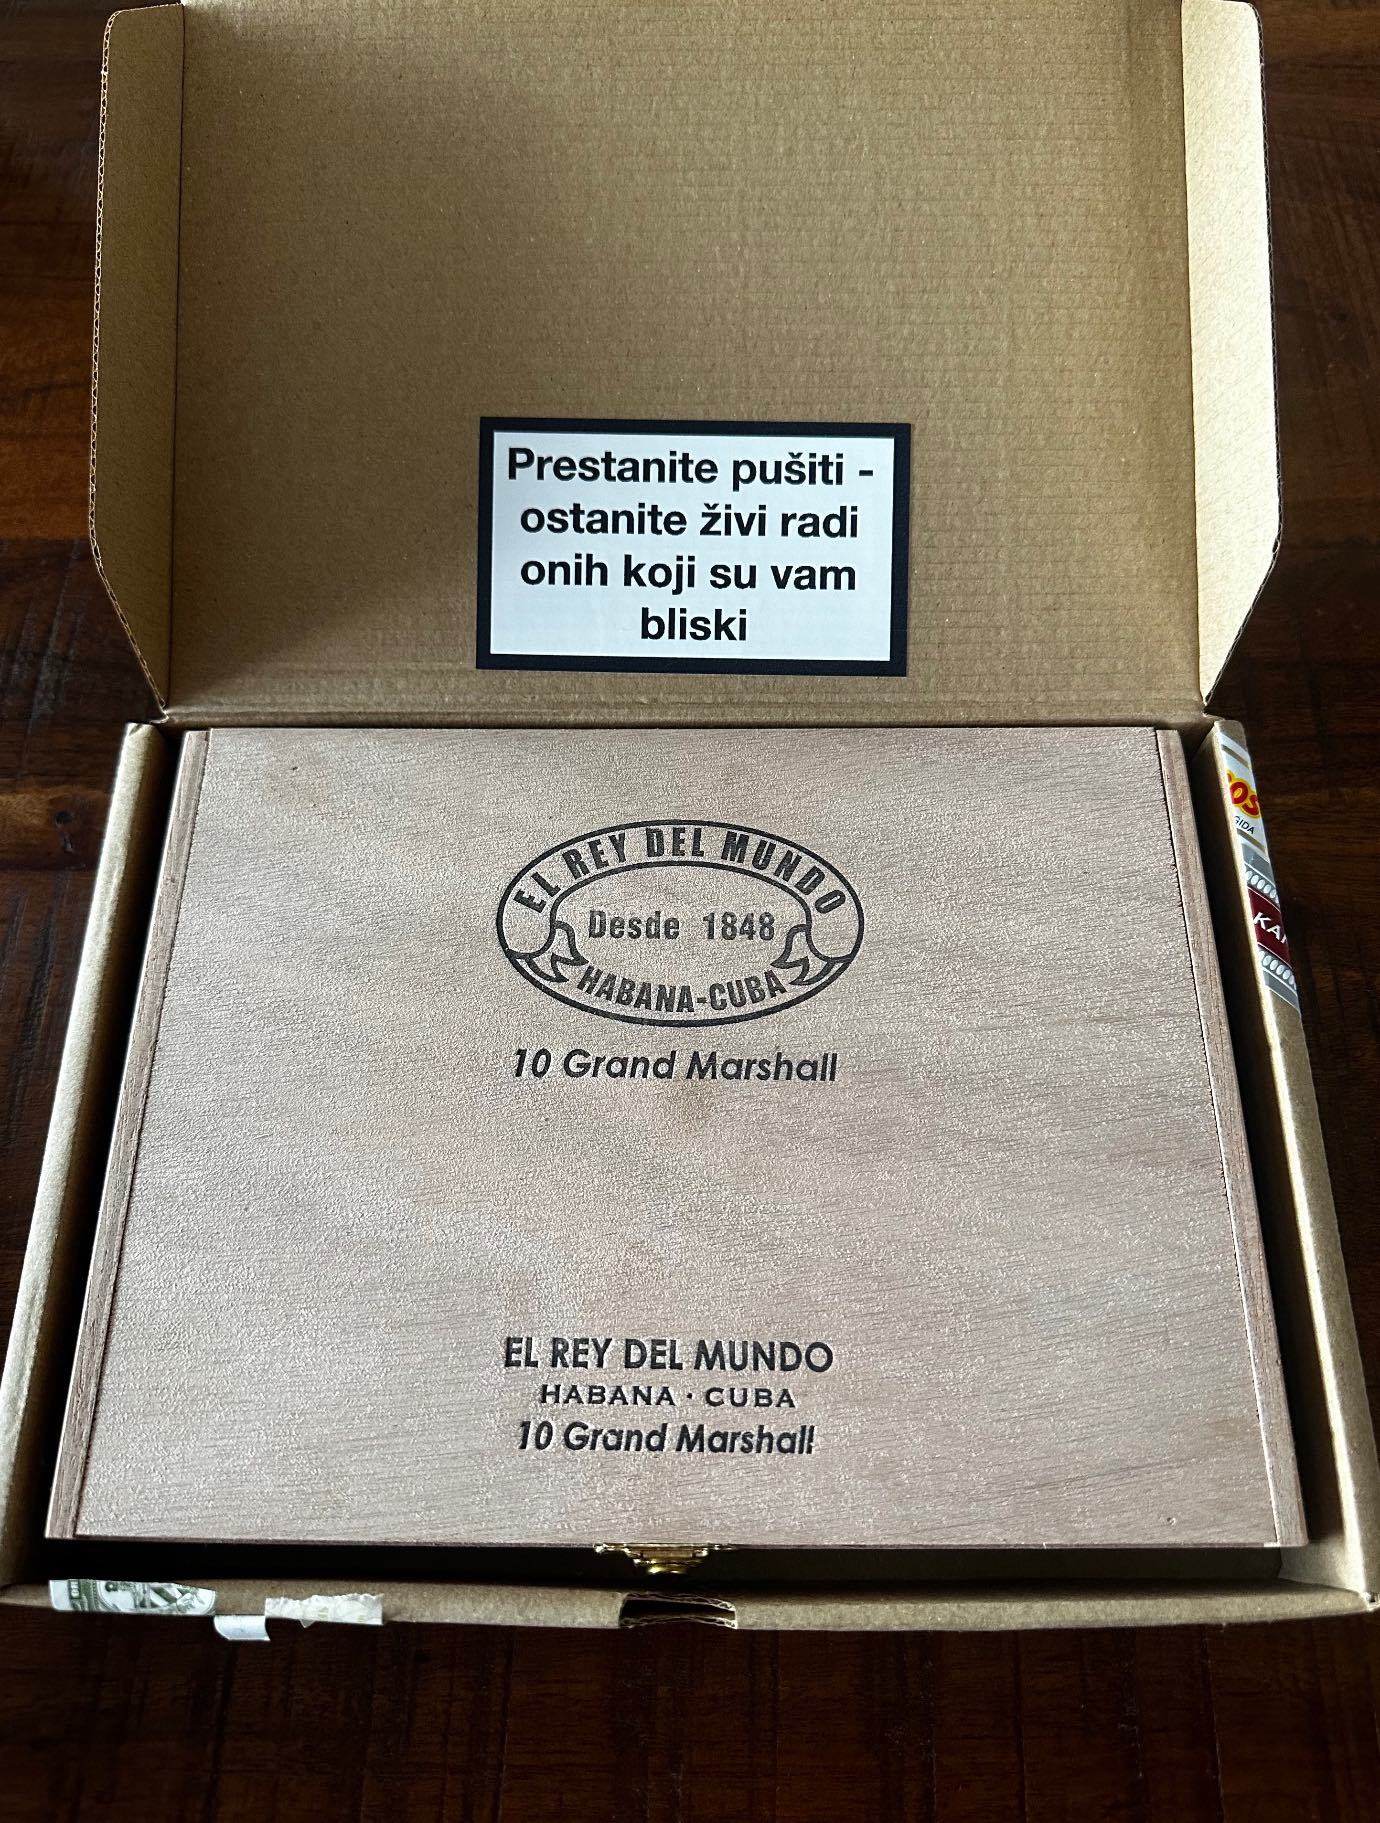 Prestanite pušiti -
ostanite živi radi
onih koji su vam
bliski
EL REY DEL MUNDO
Desde 1848
HABANA-CUBA
10 Grand Marshall
EL REY DEL MUNDO
HABANA · CUBA
10 Grand Marshall